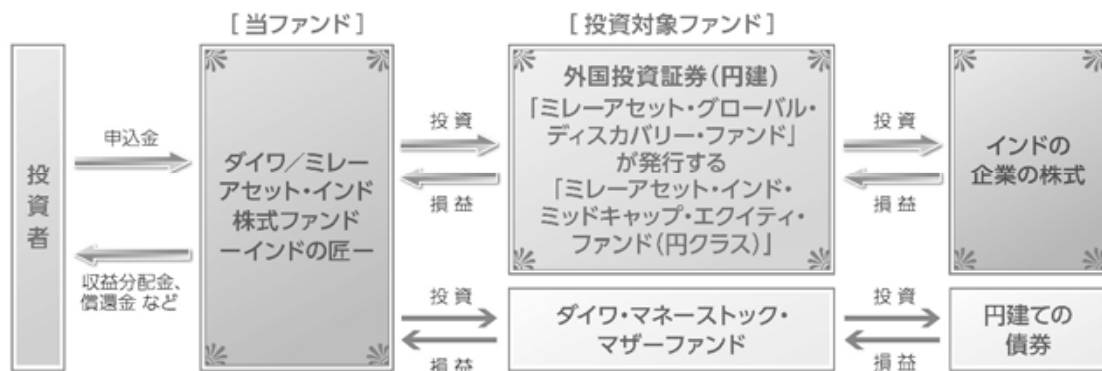 [当ファンド]
[投資対象ファンド]
投資者
申込金
収益分配金、
償還金 など
ダイワ／ミレー
アセット・インド
株式ファンド
ーインドの匠ー
投 資
損 益
外国投資証券(円建)
「ミレーアセット・グローバル・
ディスカバリー・ファンド」
が発行する
「ミレーアセット・インド・
ミッドキャップ・エクイティ・
ファンド(円クラス)」
投 資
損 益
インドの
企業の株式
投 資
損 益
ダイワ・マネーストック・
マザーファンド
投 資
損 益
円建ての
債券